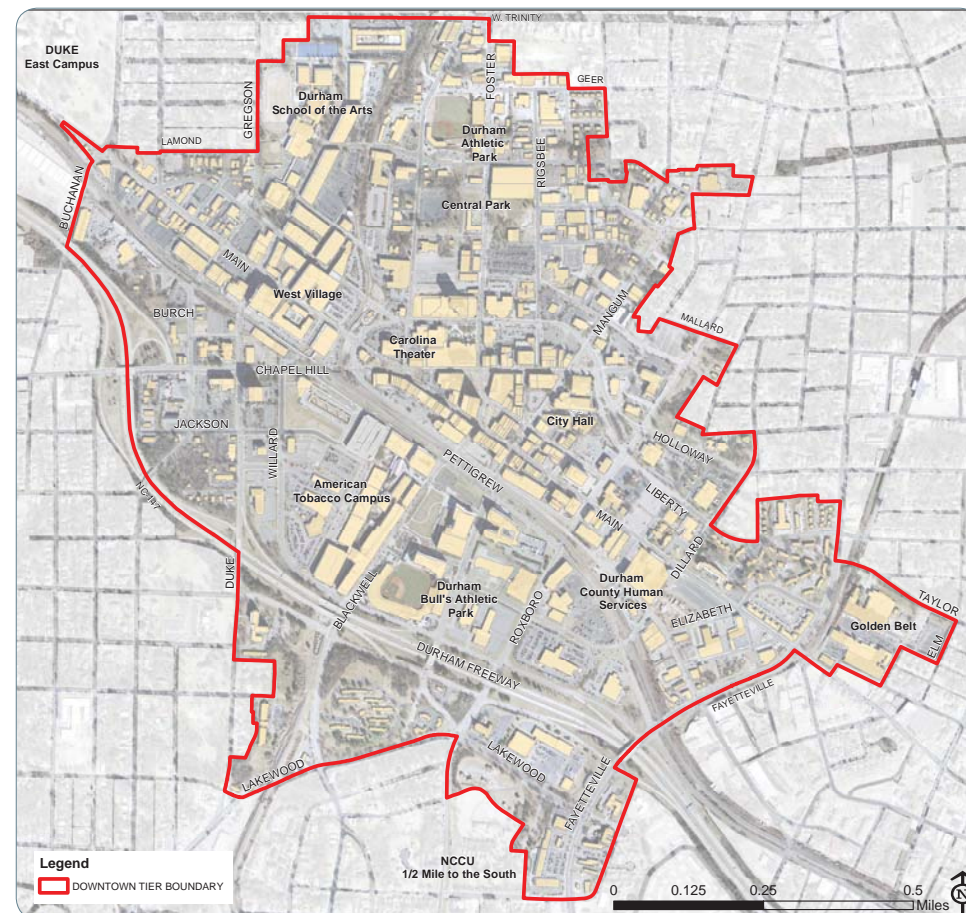 W. TRINITY
DUKE
East Campus
FOSTER
GEER
GREGSON
Durham
School of the Arts
LAMOND
Durham
Athletic
Park
RIGSBEE
BUCHANAN
Central Park
MAIN
West Village
MANGUM
BURCH
MALLARD
Carolina
Theater
CHAPEL HILL
JACKSON
City Hall
WILLARD
HOLLOWAY
PETTIGREW
American
Tobacco Campus
LIBERTY
NC 147
MAIN
DILLARD
DUKE
BLACKWELL
Durham
Bull's Athletic
Park
ROXBORO
Durham
County Human
Services
ELIZABETH
TAYLOR
Golden Belt
ELM
DURHAM FREEWAY
FAYETTEVILLE
LAKEWOOD
LAKEWOOD
FAYETTEVILLE
NCCU
1/2 Mile to the South
Legend
DOWNTOWN TIER BOUNDARY
0 0.125 0.25 0.5
Miles
N